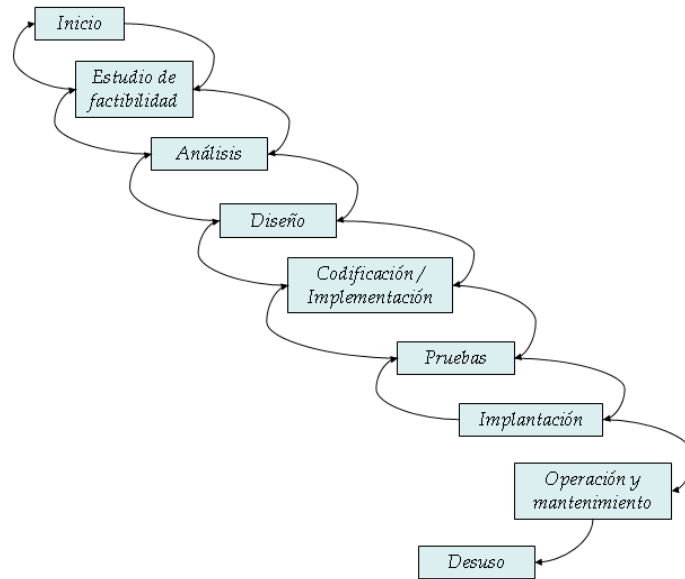 Inicio
Estudio de
factibilidad
Análisis
Diseño
Codificación /
Implementación
Pruebas
Implantación
Operación y
mantenimiento
Desuso